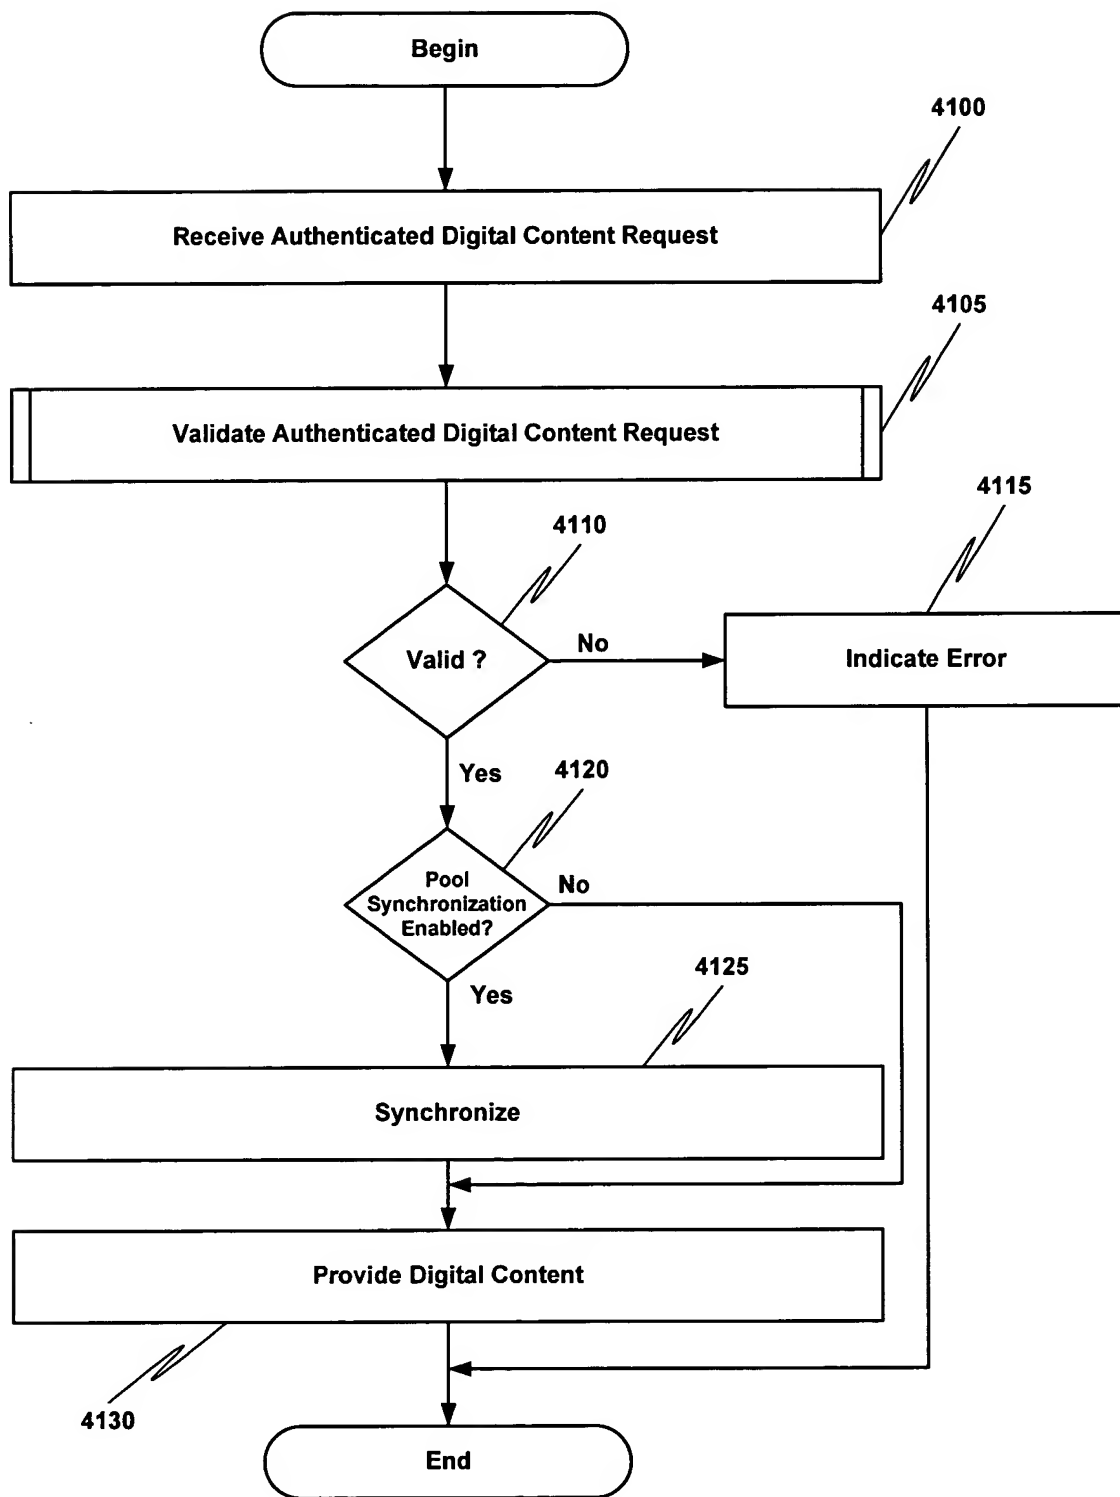 Begin
4100
Receive Authenticated Digital Content Request
4105
Validate Authenticated Digital Content Request
4110
4115
Valid ?
No
Indicate Error
Yes
4120
Pool
Synchronization
Enabled?
No
Yes
4125
Synchronize
Provide Digital Content
4130
End